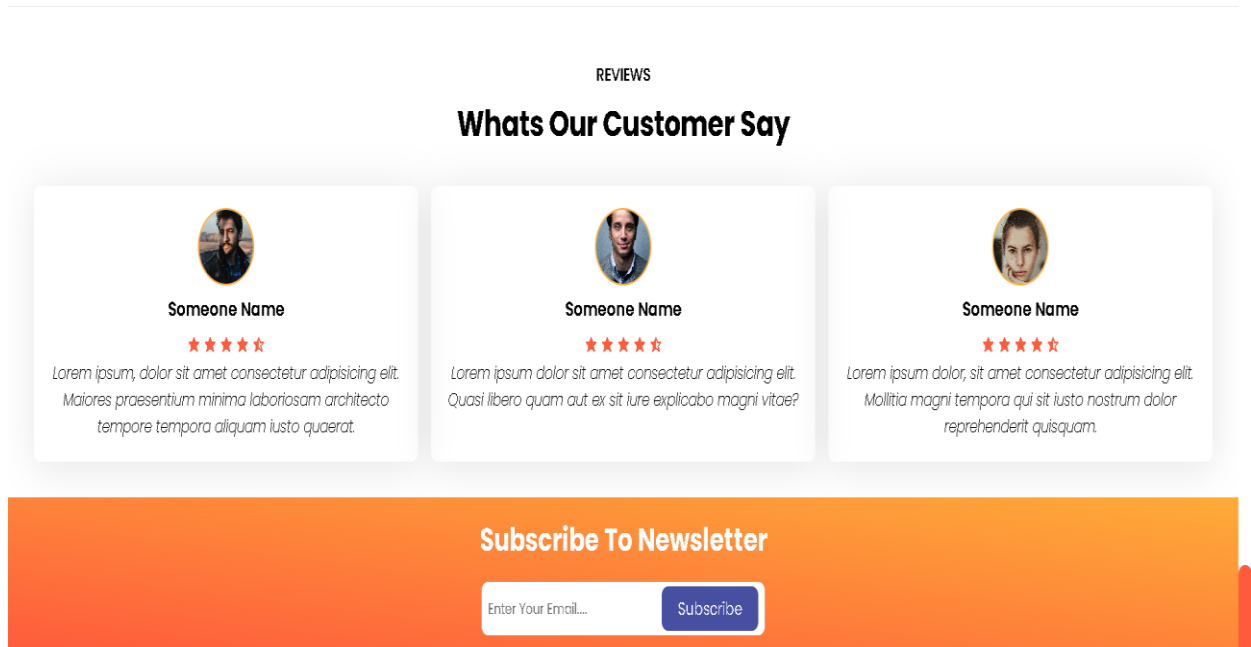 REVIEWS
Whats Our Customer Say
Someone Name
Lorem ipsum, dolor sit amet consectetur adipisicing elit.
Maiores praesentium minima laboriosam architecto
tempore tempora aliquam iusto quaerat.
Someone Name
Lorem ipsum dolor sit amet consectetur adipisicing elit.
Quasi libero quam aut ex sit iure explicabo magni vitae?
Someone Name
Lorem ipsum dolor, sit amet consectetur adipisicing elit.
Mollitia magni tempora qui sit iusto nostrum dolor
reprehenderit quisquam.
Subscribe To Newsletter
Enter Your Email....
Subscribe